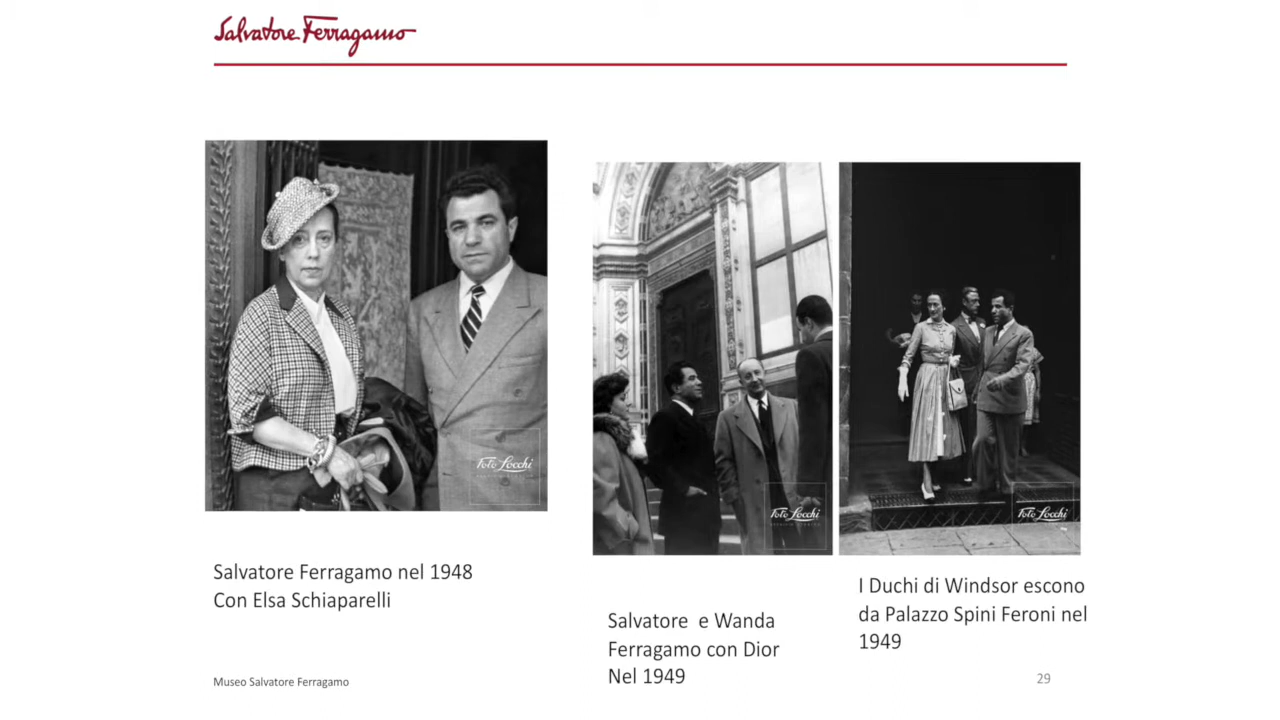 Salvatore Ferragamo
Foto Locchi
Foto Locchi
Foto Locchi
Salvatore Ferragamo nel 1948
Con Elsa Schiaparelli
Salvatore e Wanda
Ferragamo con Dior
Nel 1949
I Duchi di Windsor escono
da Palazzo Spini Feroni nel
1949
Museo Salvatore Ferragamo
29